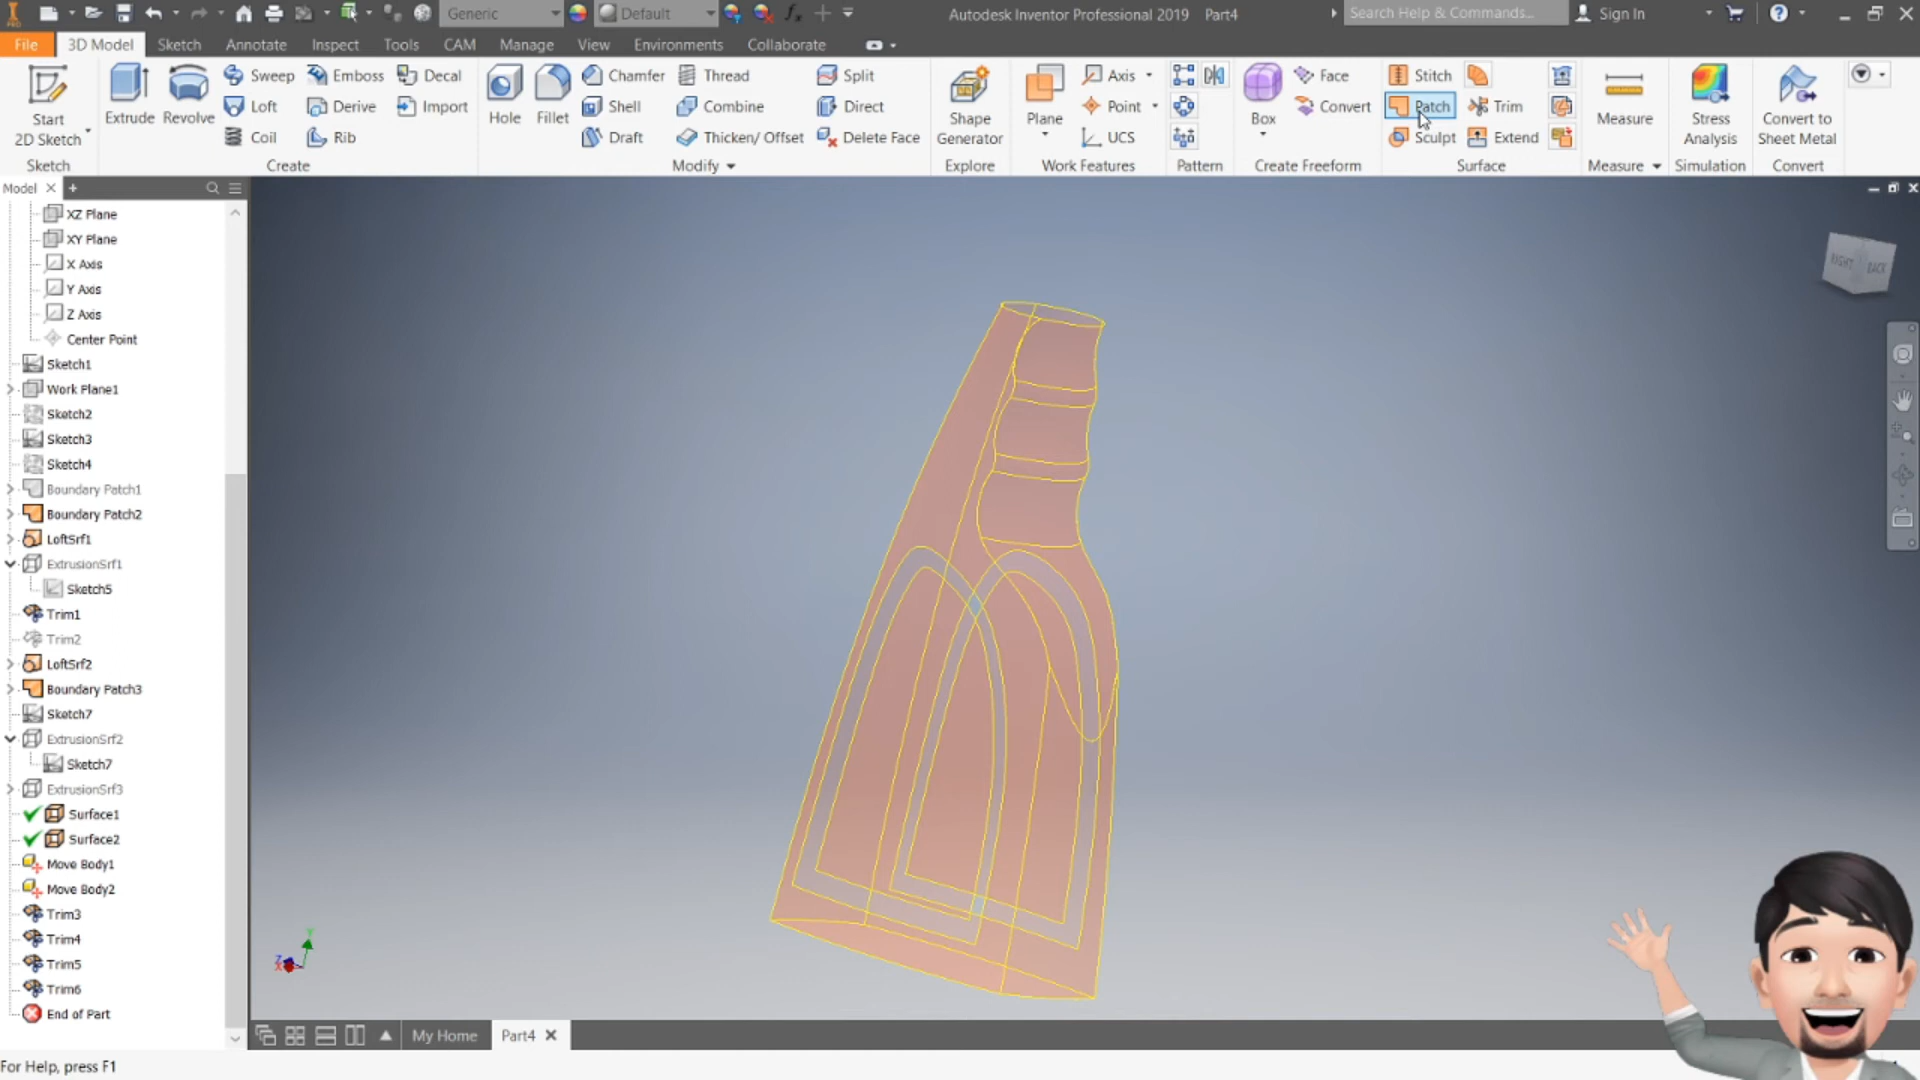 Generic
Default
Autodesk Inventor Professional 2019 Part4
Search Help & Commands...
Sign In
File 3D Model Sketch Annotate Inspect Tools CAM Manage View Environments Collaborate
Start
2D Sketch
Sketch
Extrude
Revolve
Sweep
Loft
Coil
Emboss
Derive
Rib
Decal
Import
Create
Hole
Fillet
Chamfer
Shell
Draft
Thread
Combine
Thicken/ Offset
Split
Direct
Delete Face
Modify
Shape
Generator
Explore
Plane
Axis
Point
UCS
Work Features
Pattern
Box
Face
Convert
Create Freeform
Stitch
Patch
Sculpt
Trim
Extend
Surface
Measure
Measure
Stress
Analysis
Simulation
Convert to
Sheet Metal
Convert
Model
XZ Plane
XY Plane
X Axis
Y Axis
Z Axis
Center Point
Sketch1
Work Plane1
Sketch2
Sketch3
Sketch4
Boundary Patch1
Boundary Patch2
LoftSrf1
ExtrusionSrf1
Sketch5
Trim1
Trim2
LoftSrf2
Boundary Patch3
Sketch7
ExtrusionSrf2
Sketch7
ExtrusionSrf3
Surface1
Surface2
Move Body1
Move Body2
Trim3
Trim4
Trim5
Trim6
End of Part
RIGHT BACK
Y
Z
X
My Home Part4
For Help, press F1